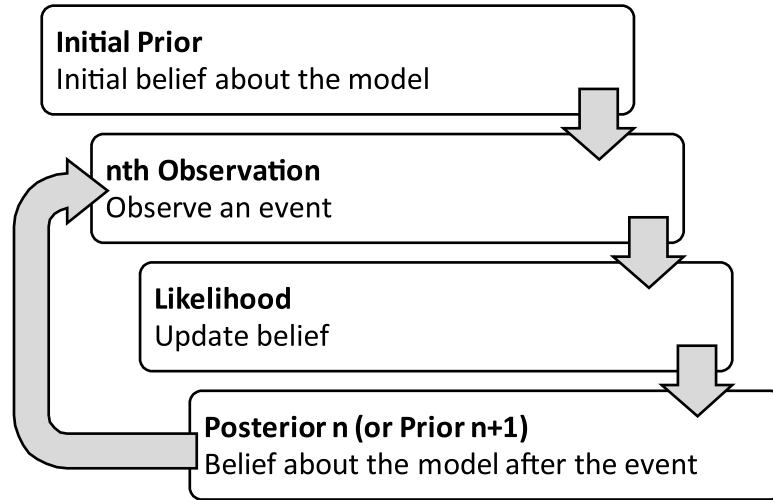 Initial Prior
Initial belief about the model
nth Observation
Observe an event
Likelihood
Update belief
Posterior n (or Prior n+1)
Belief about the model after the event